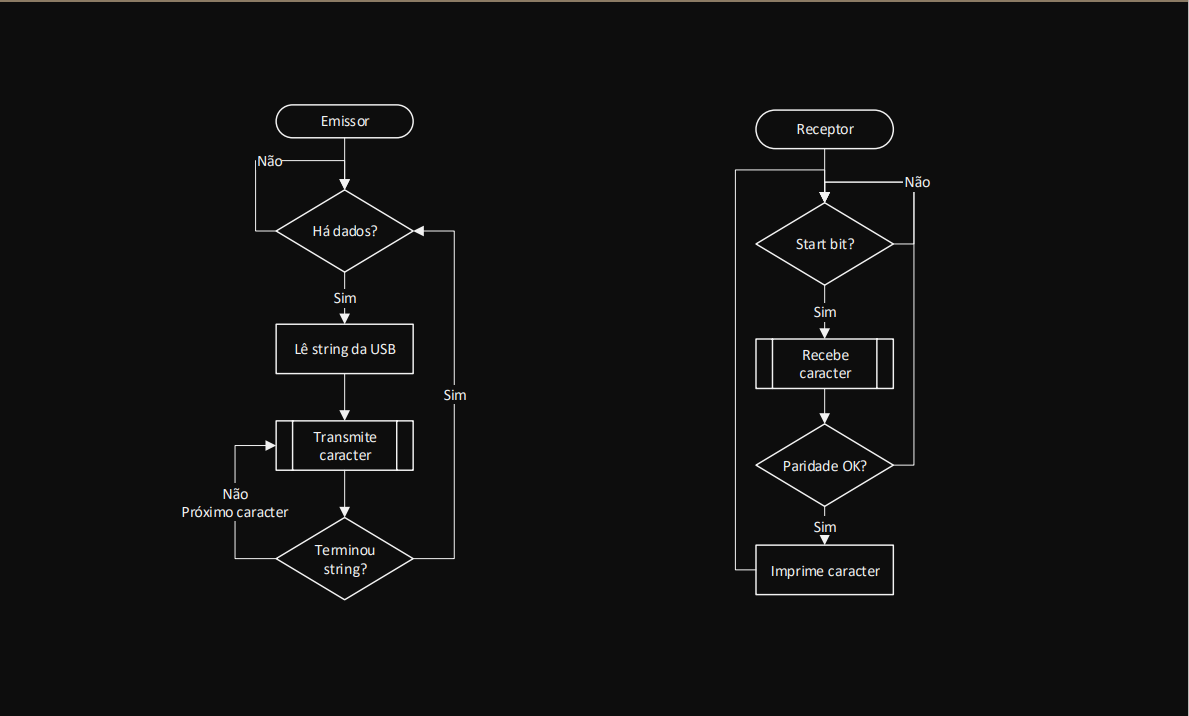 Emissor
Não
Há dados?
Sim
Lê string da USB
Sim
Transmite
caracter
Não
Próximo caracter
Terminou
string?
Receptor
Não
Start bit?
Sim
Recebe
caracter
Paridade OK?
Sim
Imprime caracter